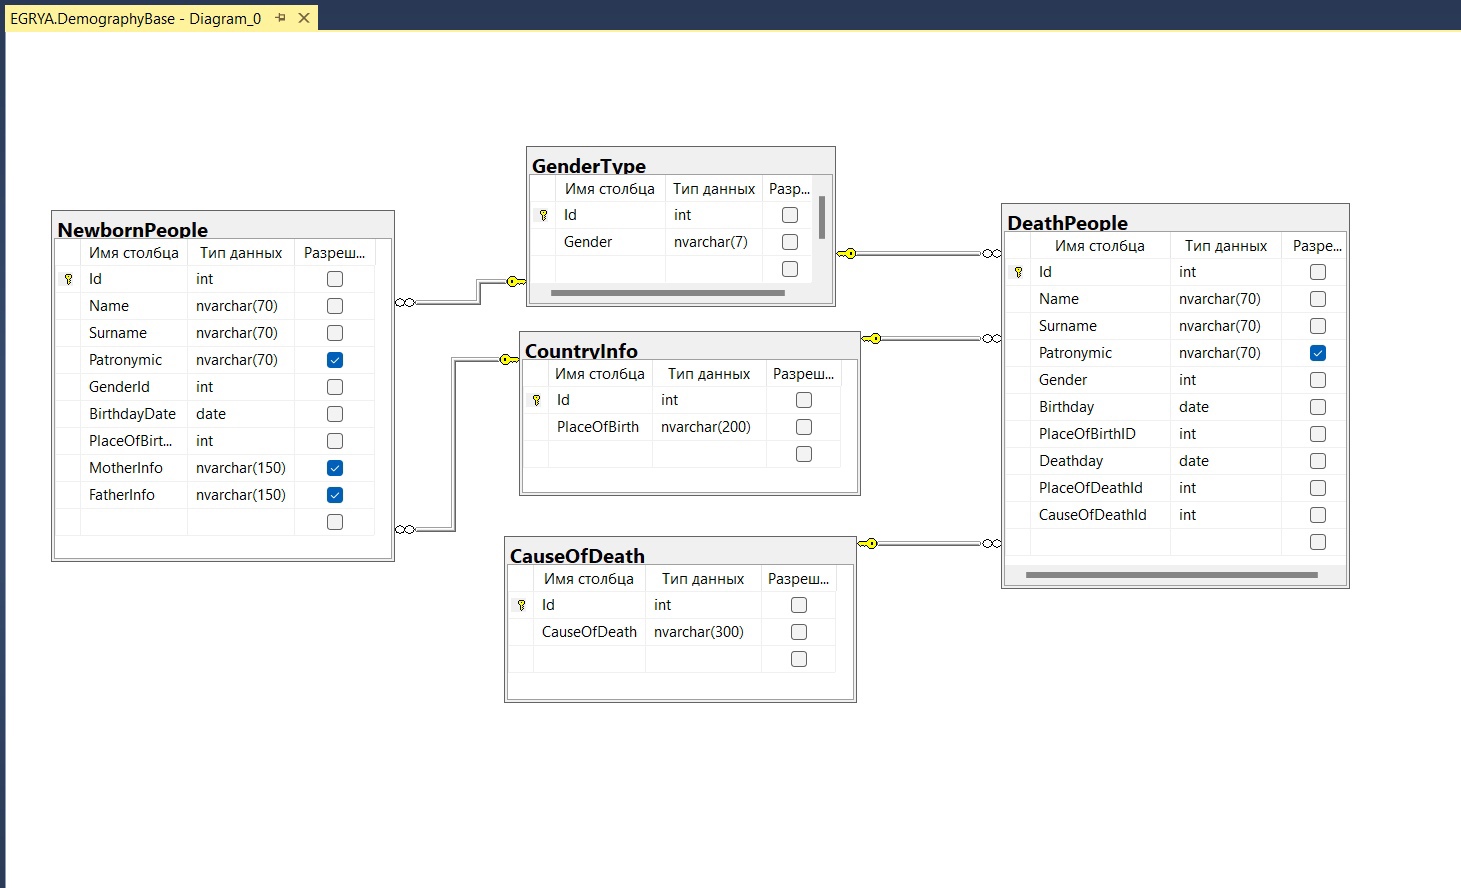 EGRYA.DemographyBase - Diagram_0
GenderType
Имя столбца Тип данных Разр...
Id int
Gender nvarchar(7)
NewbornPeople
Имя столбца Тип данных Разреш...
Id int
Name nvarchar(70)
Surname nvarchar(70)
Patronymic nvarchar(70)
GenderId int
BirthdayDate date
PlaceOfBirt... int
MotherInfo nvarchar(150)
FatherInfo nvarchar(150)
CountryInfo
Имя столбца Тип данных Разреш...
Id int
PlaceOfBirth nvarchar(200)
CauseOfDeath
Имя столбца Тип данных Разреш...
Id int
CauseOfDeath nvarchar(300)
DeathPeople
Имя столбца Тип данных Разре...
Id int
Name nvarchar(70)
Surname nvarchar(70)
Patronymic nvarchar(70)
Gender int
Birthday date
PlaceOfBirthID int
Deathday date
PlaceOfDeathId int
CauseOfDeathId int